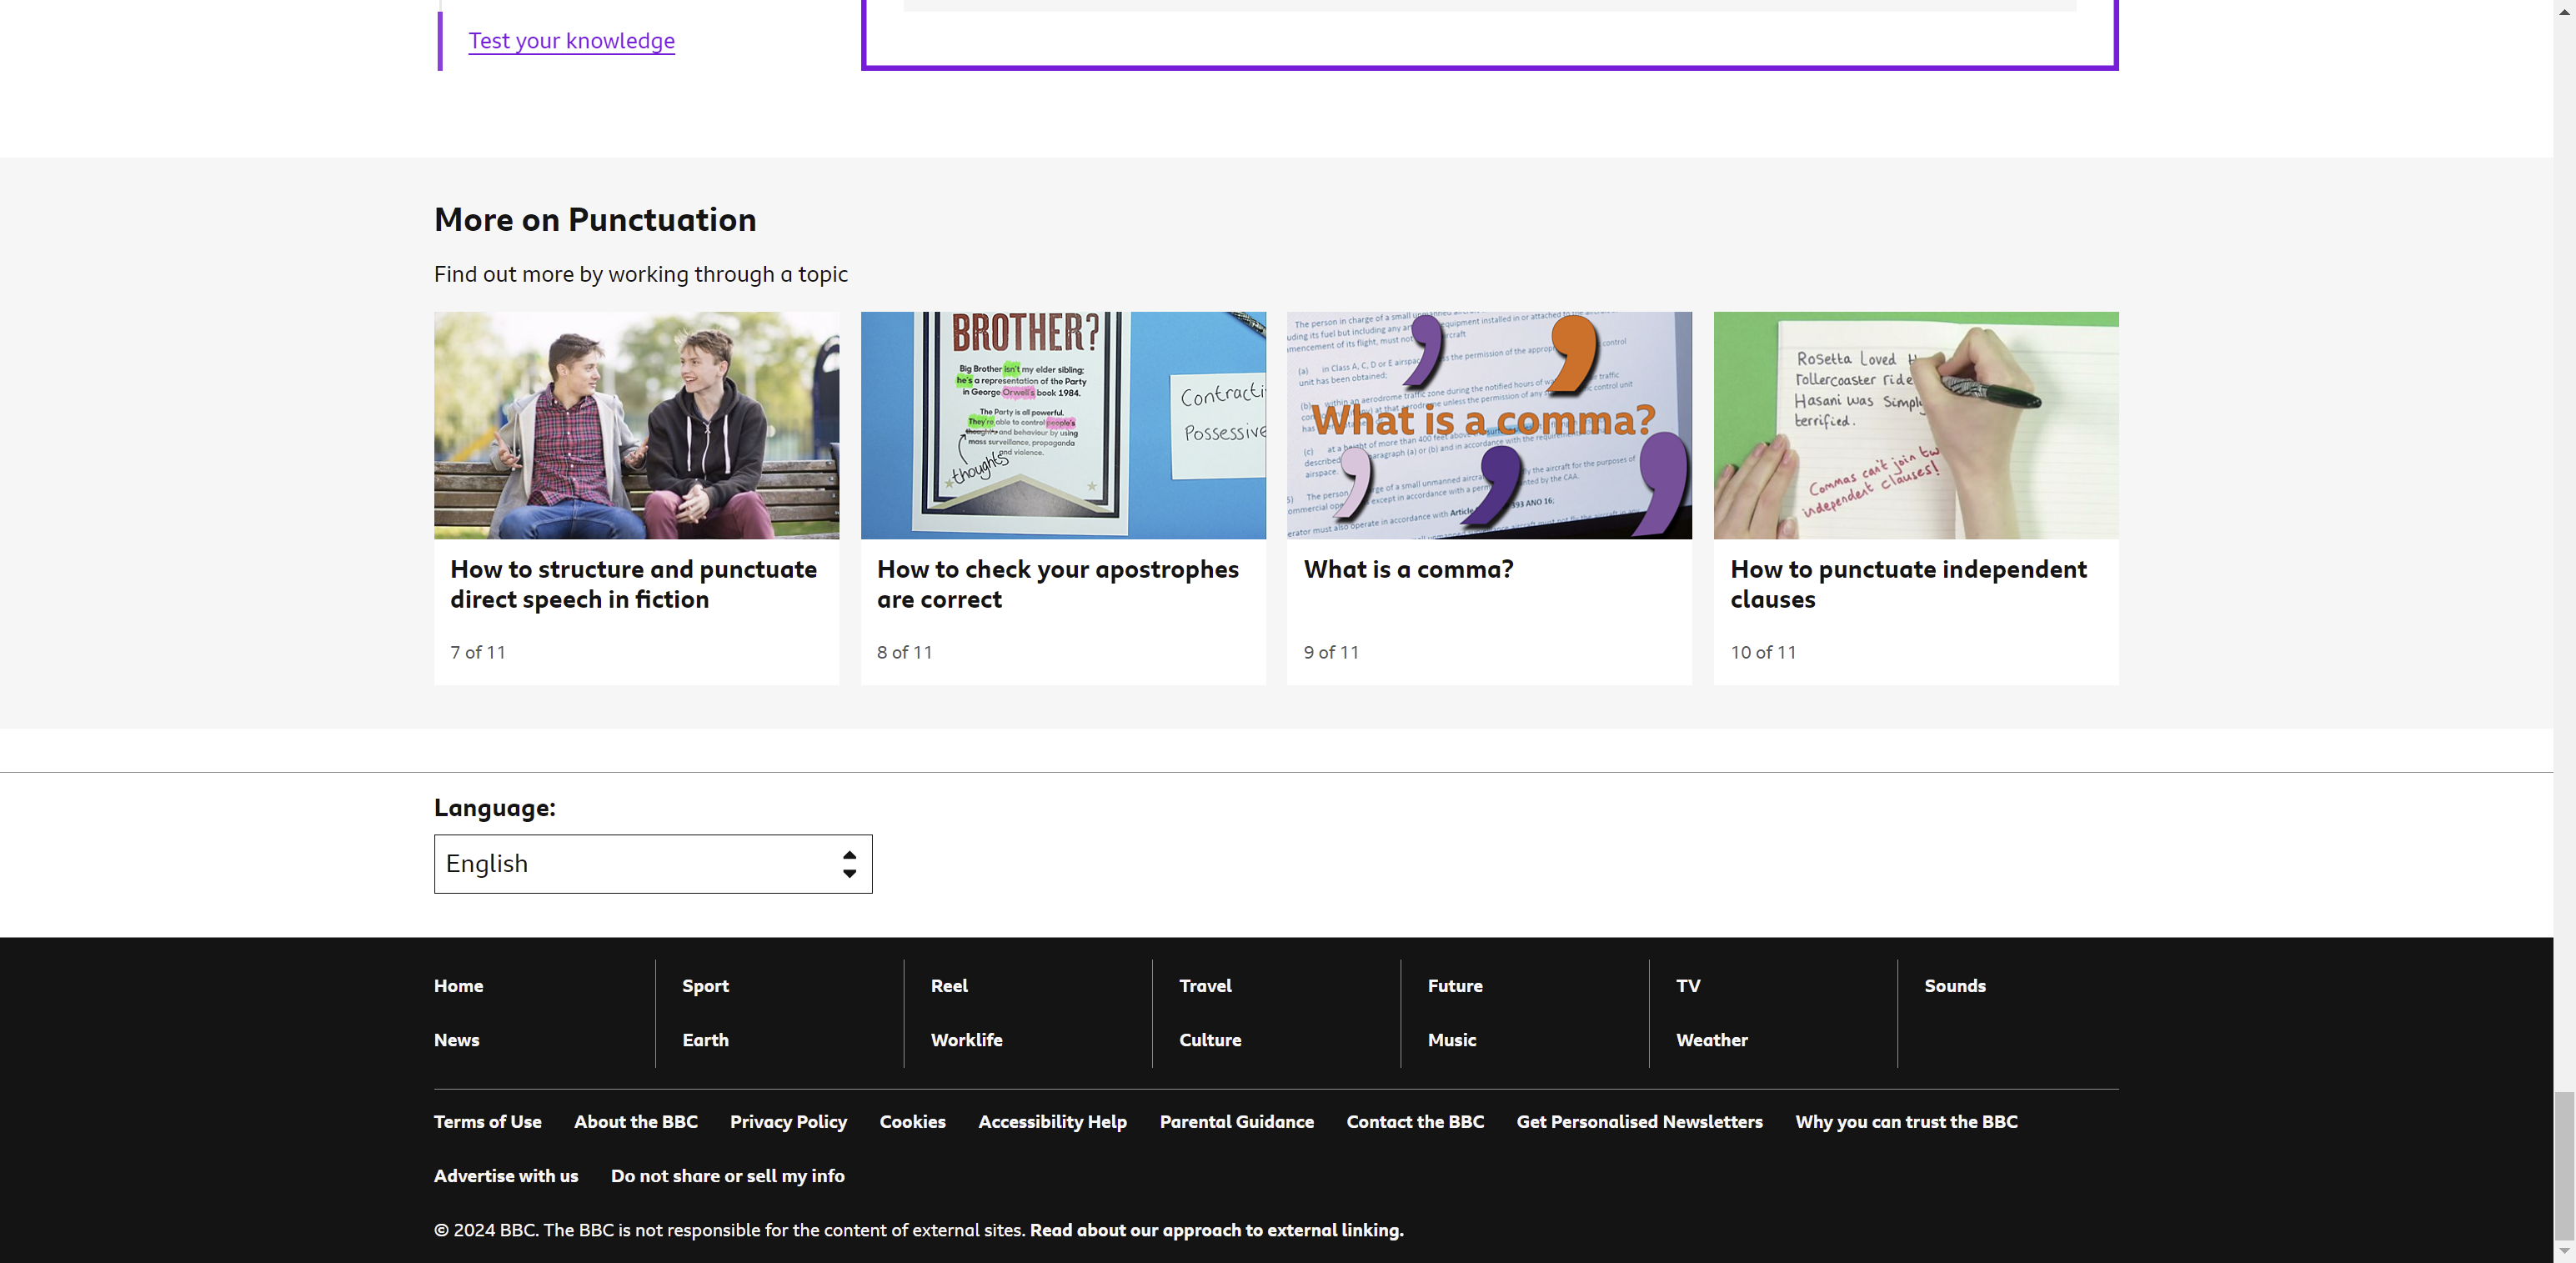 Test your knowledge
More on Punctuation
Find out more by working through a topic
BROTHER?
Big Brother isn't my elder sibling;
he's a representation of the Party
in George Orwell's book 1984.
The Party is all powerful.
They're able to control people's
thought's and behaviour by using
mass surveillance, propaganda
and violence.
thoughts
Contracti
Possessive
The person in charge of a small
What is a comma?
Rosetta Loved
rollercoaster ride
Hasani was Simply
terrified.
Commas can't join tw
independent clauses!
How to structure and punctuate
direct speech in fiction
7 of 11
How to check your apostrophes
are correct
8 of 11
What is a comma?
9 of 11
How to punctuate independent
clauses
10 of 11
Language:
English
Home
Sport
Reel
Travel
Future
TV
Sounds
News
Earth
Worklife
Culture
Music
Weather
Terms of Use
About the BBC
Privacy Policy
Cookies
Accessibility Help
Parental Guidance
Contact the BBC
Get Personalised Newsletters
Why you can trust the BBC
Advertise with us
Do not share or sell my info
© 2024 BBC. The BBC is not responsible for the content of external sites. Read about our approach to external linking.